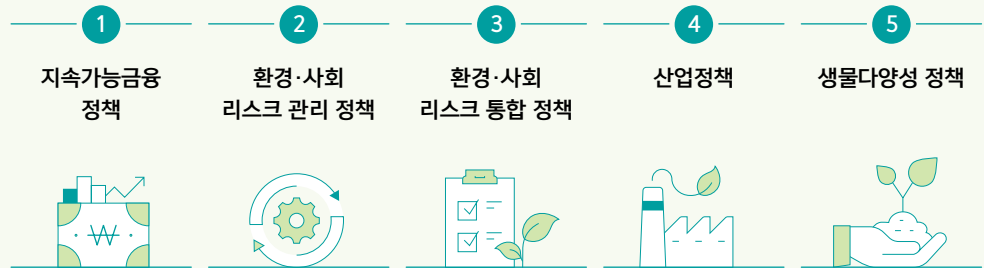 1
지속가능금융
정책
2
환경·사회
리스크 관리 정책
3
환경·사회
리스크 통합 정책
4
산업정책
5
생물다양성 정책
₩